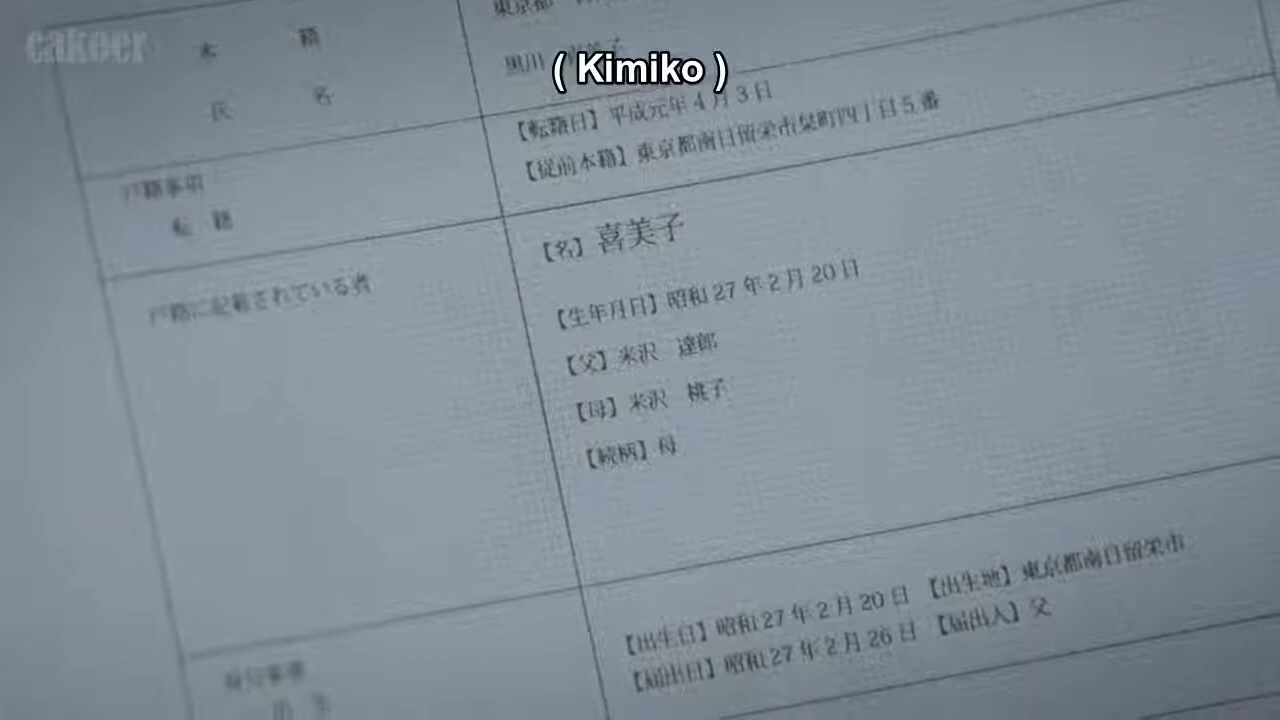 cakoer
本 籍
東京都
氏 名
黒川 喜美子
( Kimiko )
戸籍事項
転 籍
【転籍日】平成元年４月３日
【従前本籍】東京都南日留栄市栞町四丁目５番
戸籍に記載されている者
【名】喜美子
【生年月日】昭和27年２月20日
【父】米沢 達郎
【母】米沢 桃子
【続柄】母
身分事項
出 生
【出生日】昭和27年２月20日 【出生地】東京都南日留栄市
【届出日】昭和27年２月26日 【届出人】父